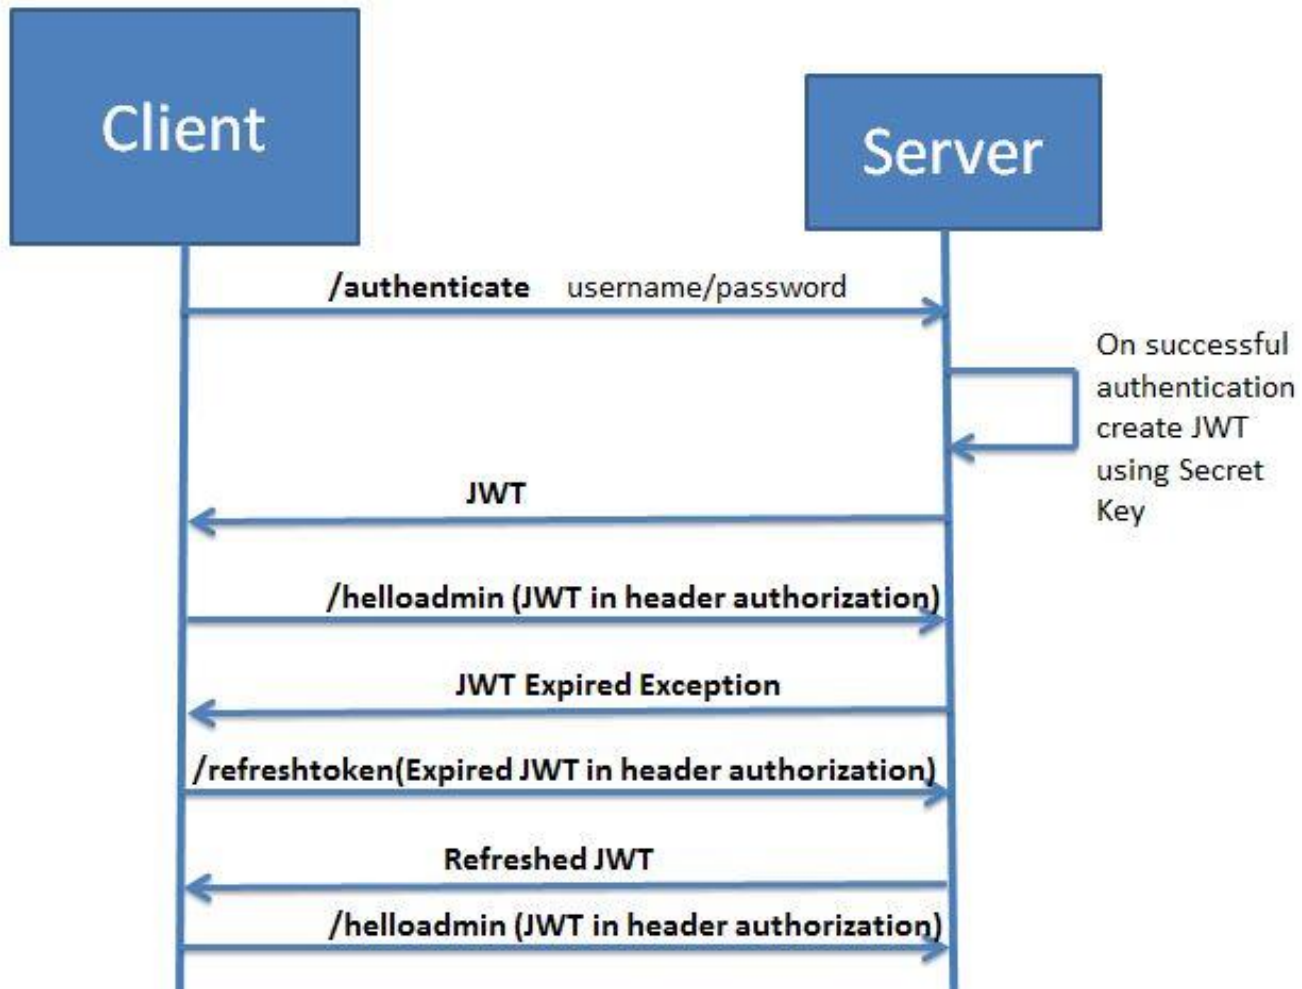 Client
Server
/authenticate username/password
On successful
authentication
create JWT
using Secret
Key
JWT
/helloadmin (JWT in header authorization)
JWT Expired Exception
/refreshtoken(Expired JWT in header authorization)
Refreshed JWT
/helloadmin (JWT in header authorization)